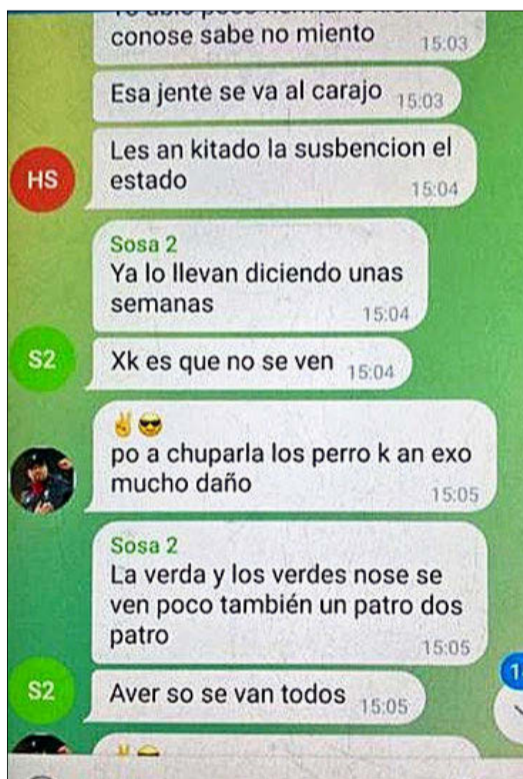 conose sabe no miento
15:03
Esa jente se va al carajo 15:03
HS
Les an kitado la susbencion el
estado
15:04
Sosa 2
Ya lo llevan diciendo unas
semanas
15:04
S2
Xk es que no se ven 15:04
✌😎
po a chuparla los perro k an exo
mucho daño
15:05
Sosa 2
La verda y los verdes nose se
ven poco también un patro dos
patro
15:05
S2
Aver so se van todos 15:05